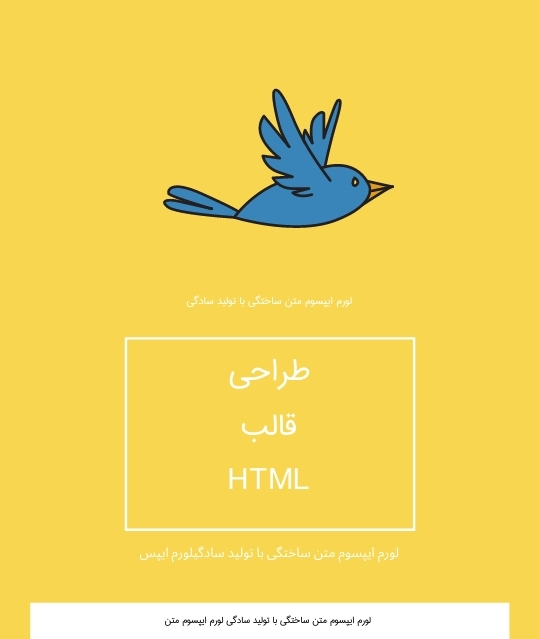 لورم ایپسوم متن ساختگی با تولید سادگی
طراحی
قالب
HTML
لورم ایپسوم متن ساختگی با تولید سادگیلورم ایپس
لورم ایپسوم متن ساختگی با تولید سادگی لورم ایپسوم متن